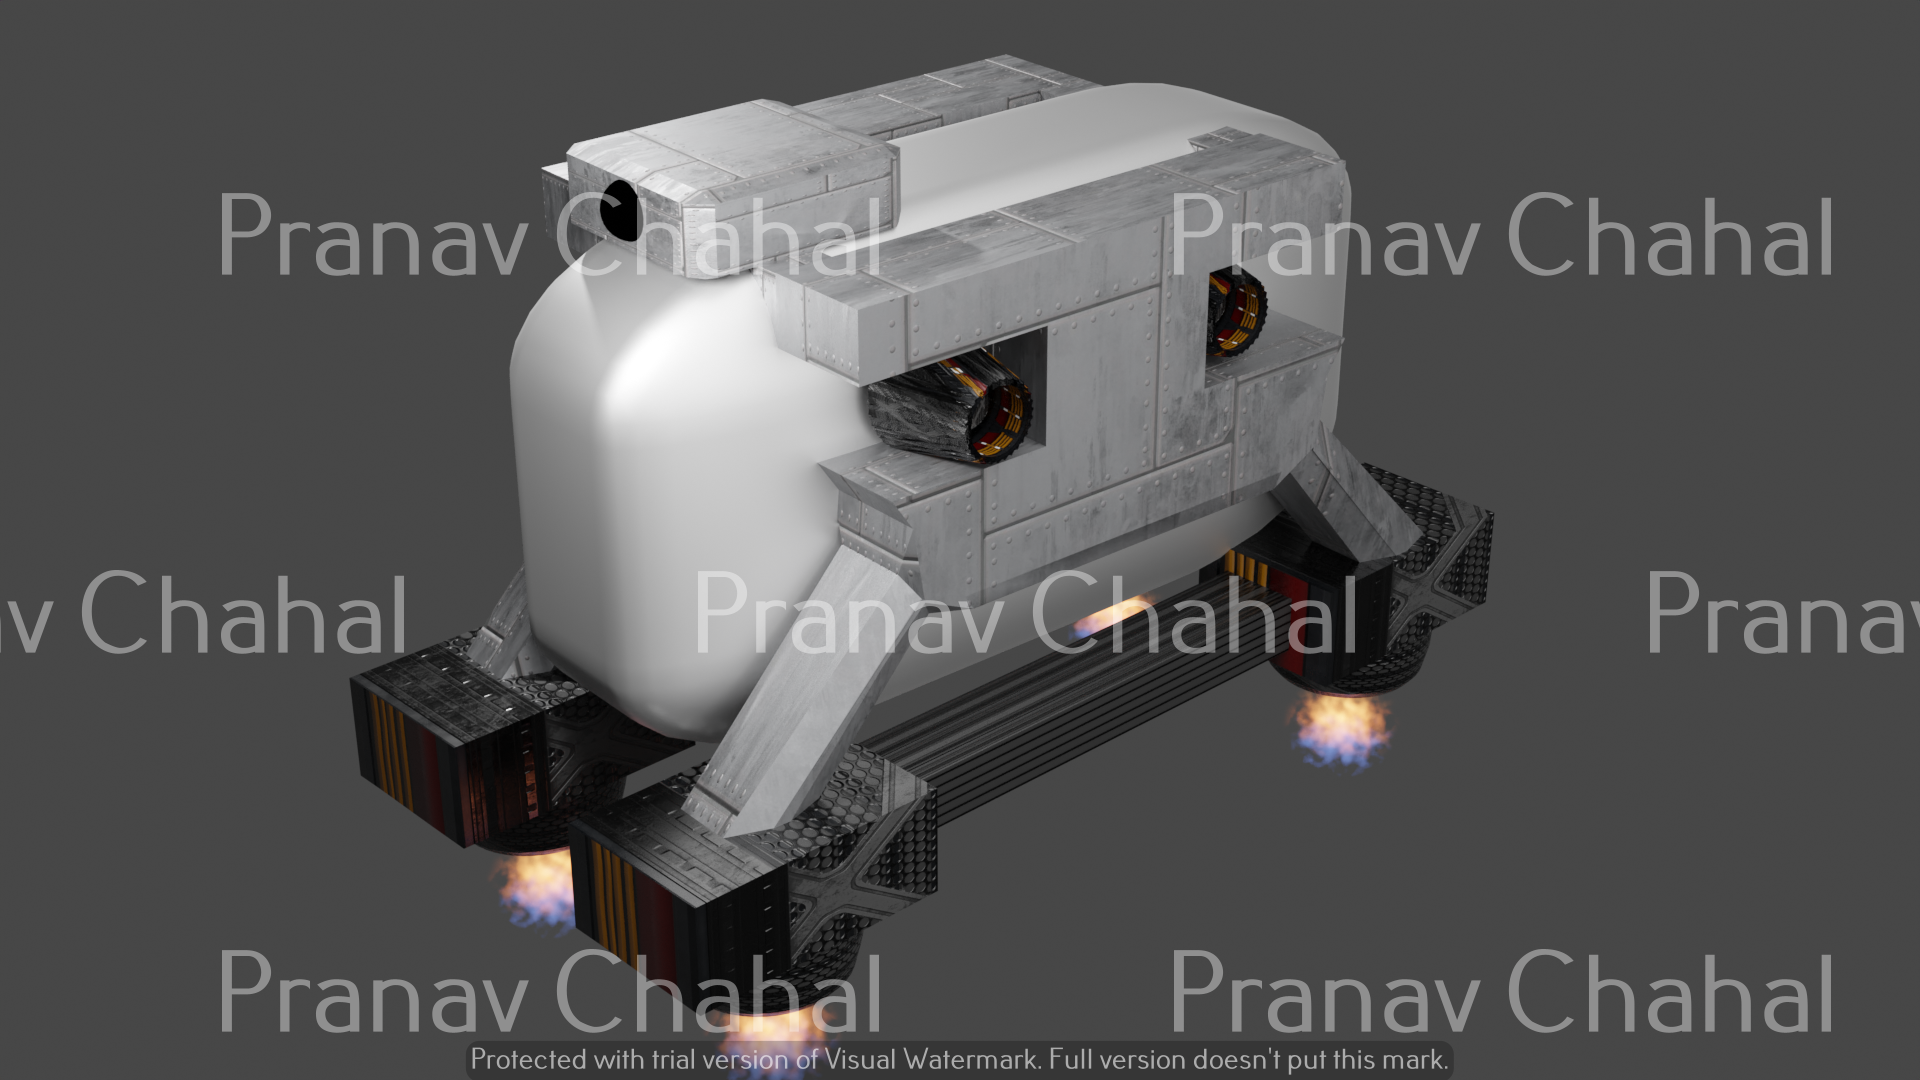 Pranav Chahal Pranav Chahal
av Chahal Pranav Chahal Prana
Pranav Chahal Pranav Chahal
Protected with trial version of Visual Watermark. Full version doesn't put this mark.